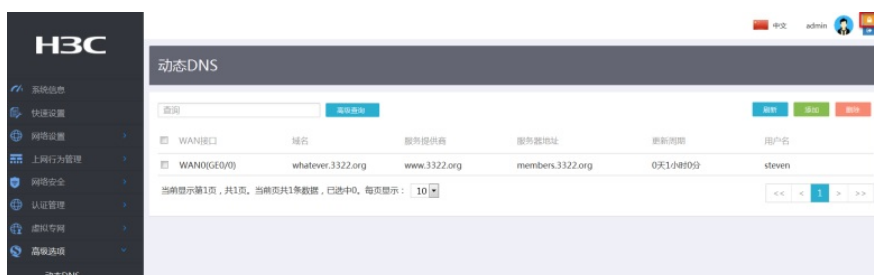 中文 admin
H3C
动态DNS
系统信息
快速设置
网络设置
上网行为管理
网络安全
认证管理
虚拟专网
高级选项
动态DNS
查询 高级查询 刷新 添加 删除
WAN接口 域名 服务提供商 服务器地址 更新周期 用户名
WAN0(GE0/0) whatever.3322.org www.3322.org members.3322.org 0天1小时0分 steven
当前显示第1页，共1页。当前页共1条数据，已选中0。每页显示： 10
<< < 1 > >>